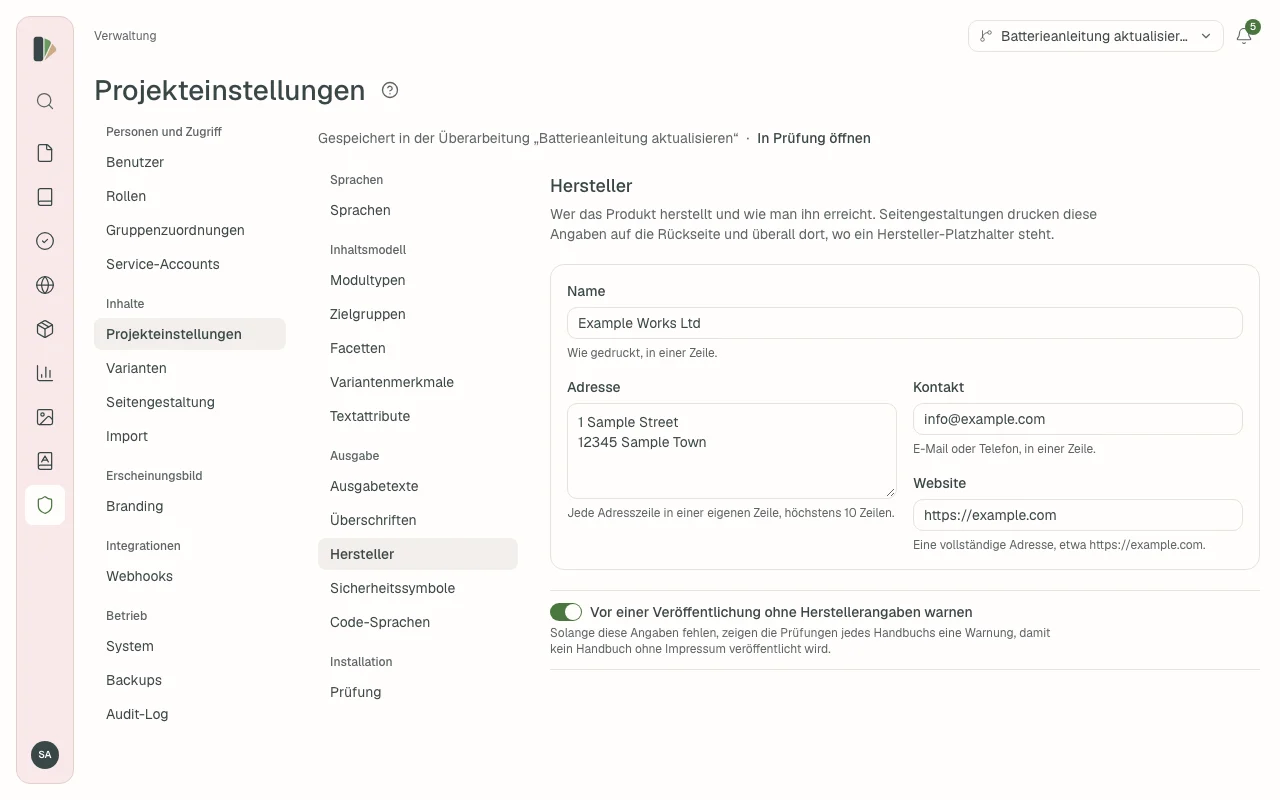 Verwaltung
Batterieanleitung aktualisier...
5
Projekteinstellungen
Personen und Zugriff
Benutzer
Rollen
Gruppenzuordnungen
Service-Accounts
Inhalte
Projekteinstellungen
Varianten
Seitengestaltung
Import
Erscheinungsbild
Branding
Integrationen
Webhooks
Betrieb
System
Backups
Audit-Log
SA
Gespeichert in der Überarbeitung „Batterieanleitung aktualisieren“ · In Prüfung öffnen
Sprachen
Sprachen
Inhaltsmodell
Modultypen
Zielgruppen
Facetten
Variantenmerkmale
Textattribute
Ausgabe
Ausgabetexte
Überschriften
Hersteller
Sicherheitssymbole
Code-Sprachen
Installation
Prüfung
Hersteller
Wer das Produkt herstellt und wie man ihn erreicht. Seitengestaltungen drucken diese
Angaben auf die Rückseite und überall dort, wo ein Hersteller-Platzhalter steht.
Name
Example Works Ltd
Wie gedruckt, in einer Zeile.
Adresse
1 Sample Street
12345 Sample Town
Jede Adresszeile in einer eigenen Zeile, höchstens 10 Zeilen.
Kontakt
info@example.com
E-Mail oder Telefon, in einer Zeile.
Website
https://example.com
Eine vollständige Adresse, etwa https://example.com.
Vor einer Veröffentlichung ohne Herstellerangaben warnen
Solange diese Angaben fehlen, zeigen die Prüfungen jedes Handbuchs eine Warnung, damit
kein Handbuch ohne Impressum veröffentlicht wird.